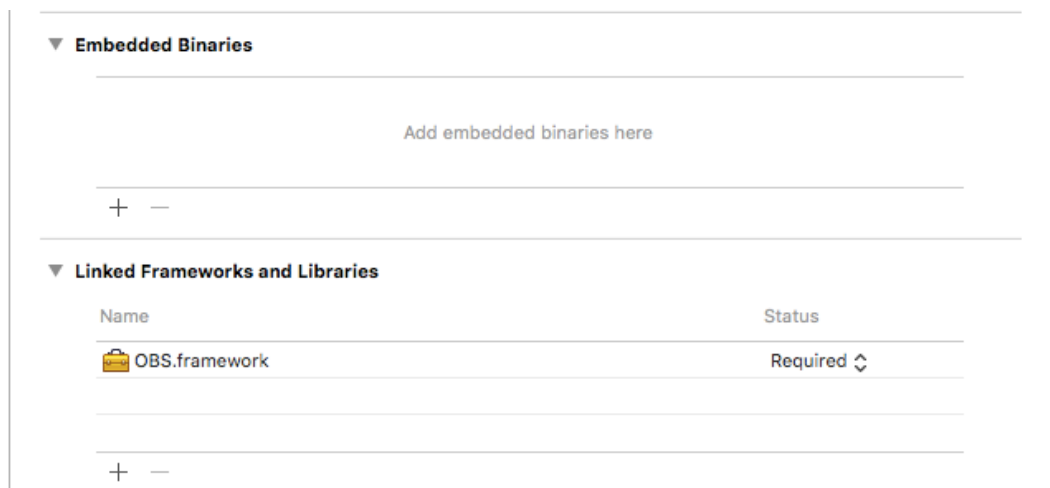 Embedded Binaries
Add embedded binaries here
Linked Frameworks and Libraries
Name Status
OBS.framework Required